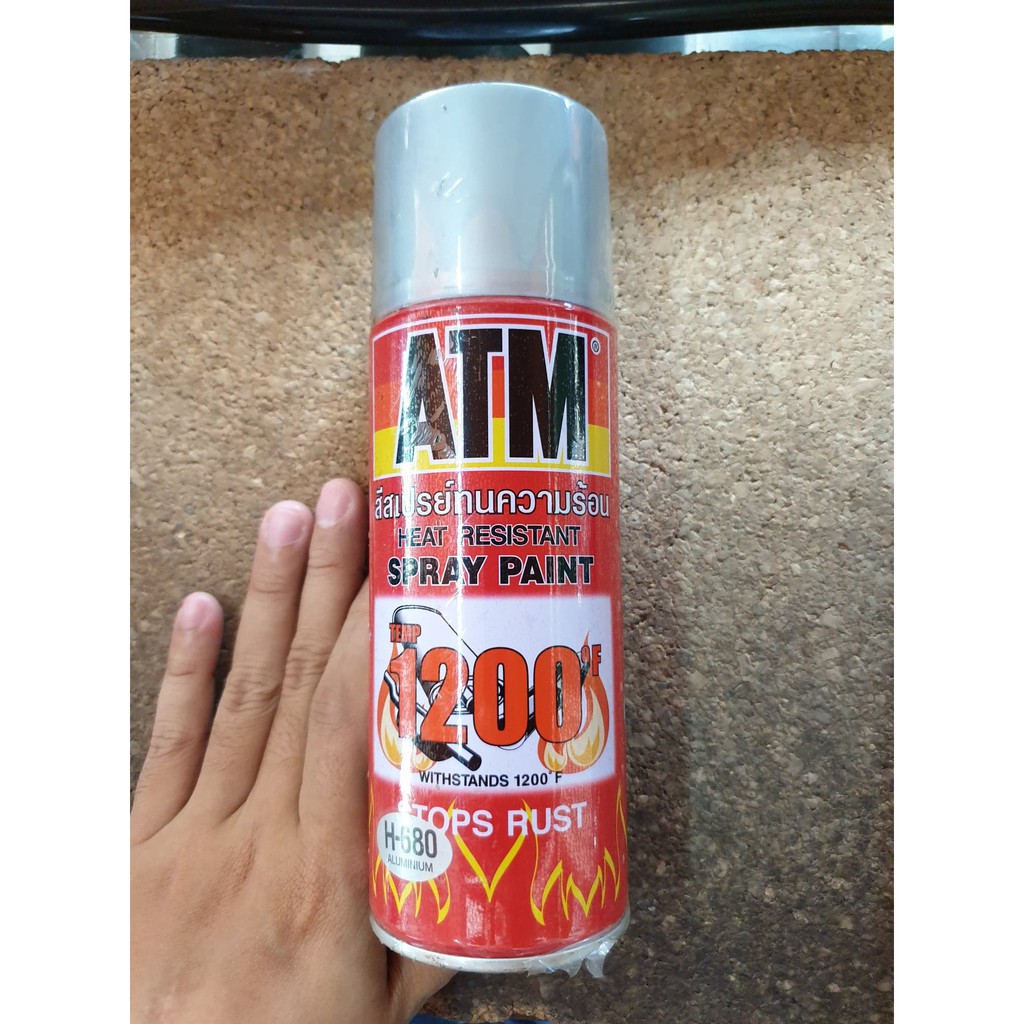 ATM®
สีสเปรย์ทนความร้อน
HEAT RESISTANT
SPRAY PAINT
TEMP
1200°F
WITHSTANDS 1200°F
STOPS RUST
H-680
ALUMINIUM